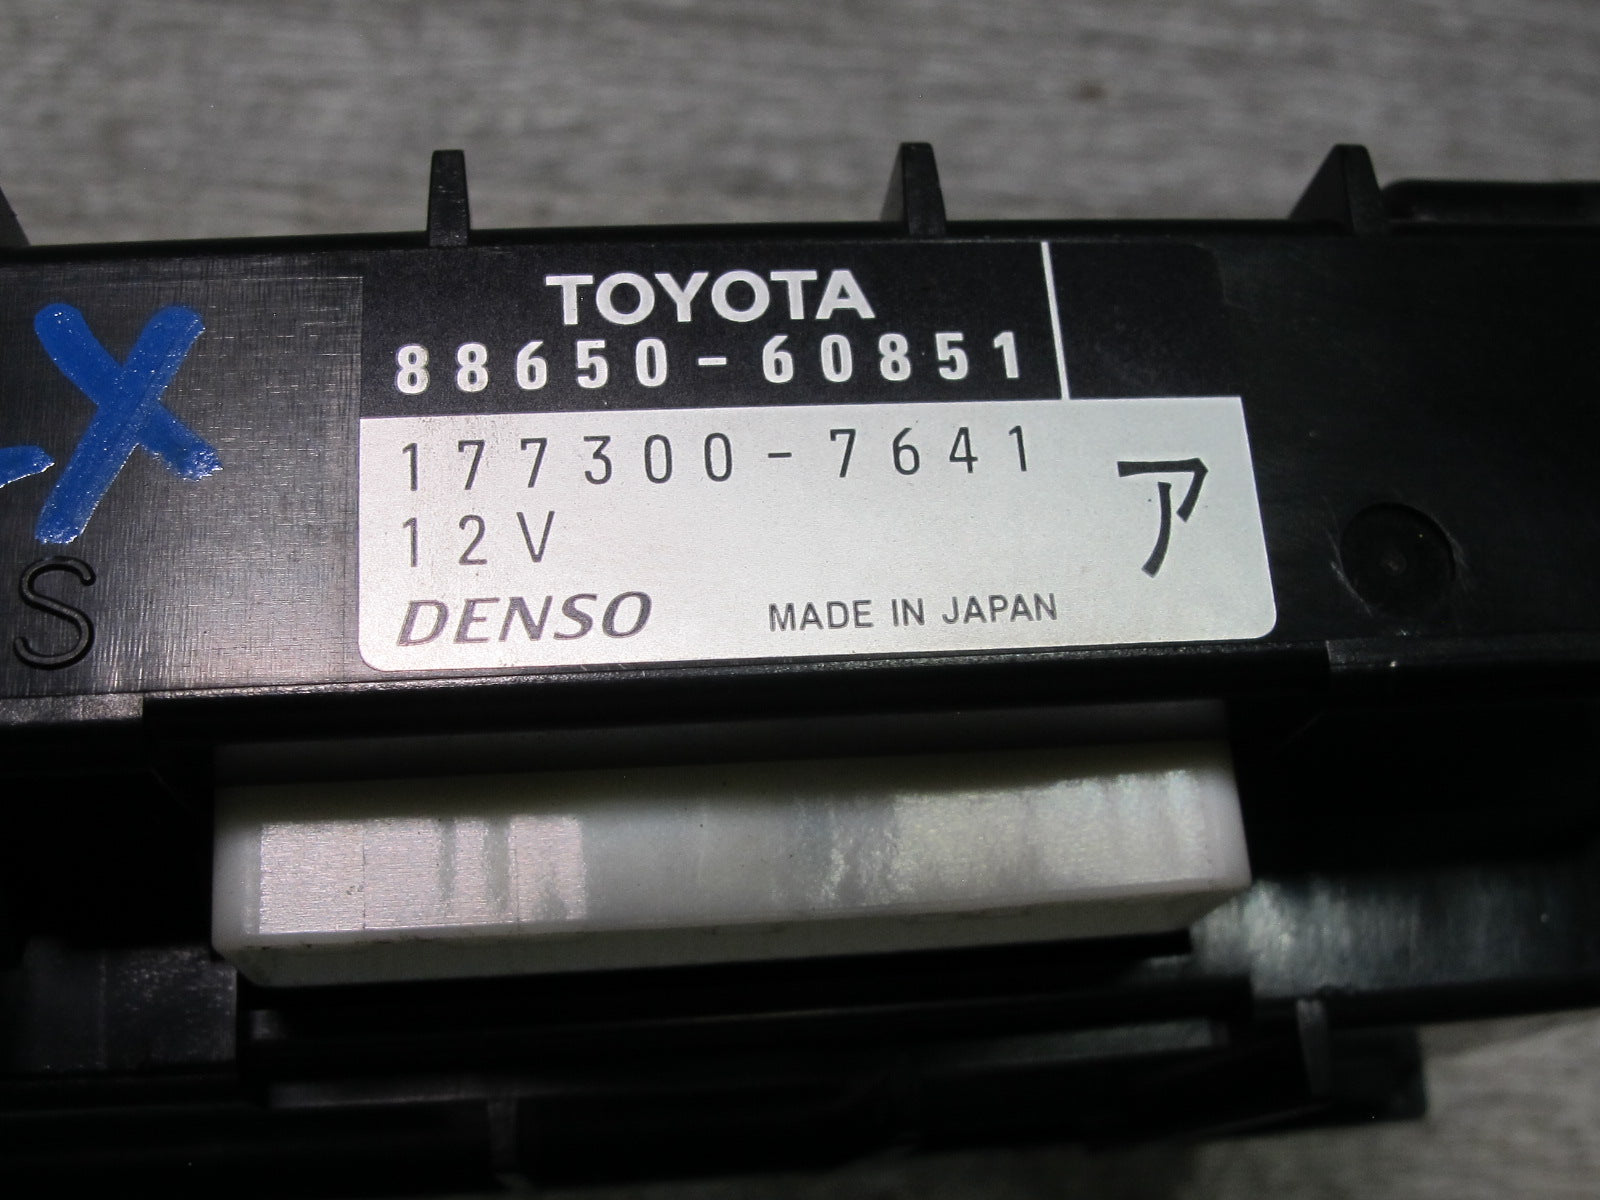 TOYOTA
88650-60851
177300-7641
12V
ア
DENSO
MADE IN JAPAN
X
S